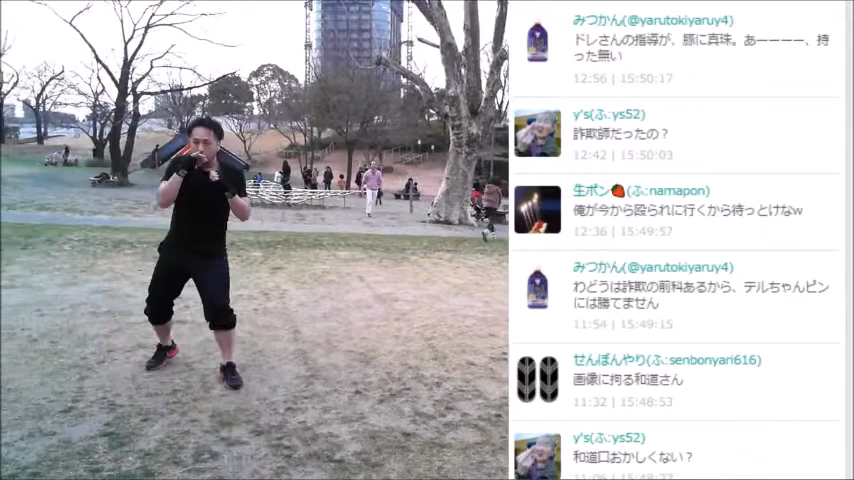 みつかん(@yarutokiyaruy4)
ドレさんの指導が、豚に真珠。あーーーー、持
った無い
12:56 | 15:50:17
y's(ふ:ys52)
詐欺師だったの？
12:42 | 15:50:03
生ポン🍓(ふ:namapon)
俺が今から殴られに行くから待っとけなw
12:36 | 15:49:57
みつかん(@yarutokiyaruy4)
わどうは詐欺の前科あるから、テルちゃんピン
には勝てません
11:54 | 15:49:15
せんぼんやり(ふ:senbonyari616)
画像に拘る和道さん
11:32 | 15:48:53
y's(ふ:ys52)
和道口おかしくない？
11:06 | 15:48:27